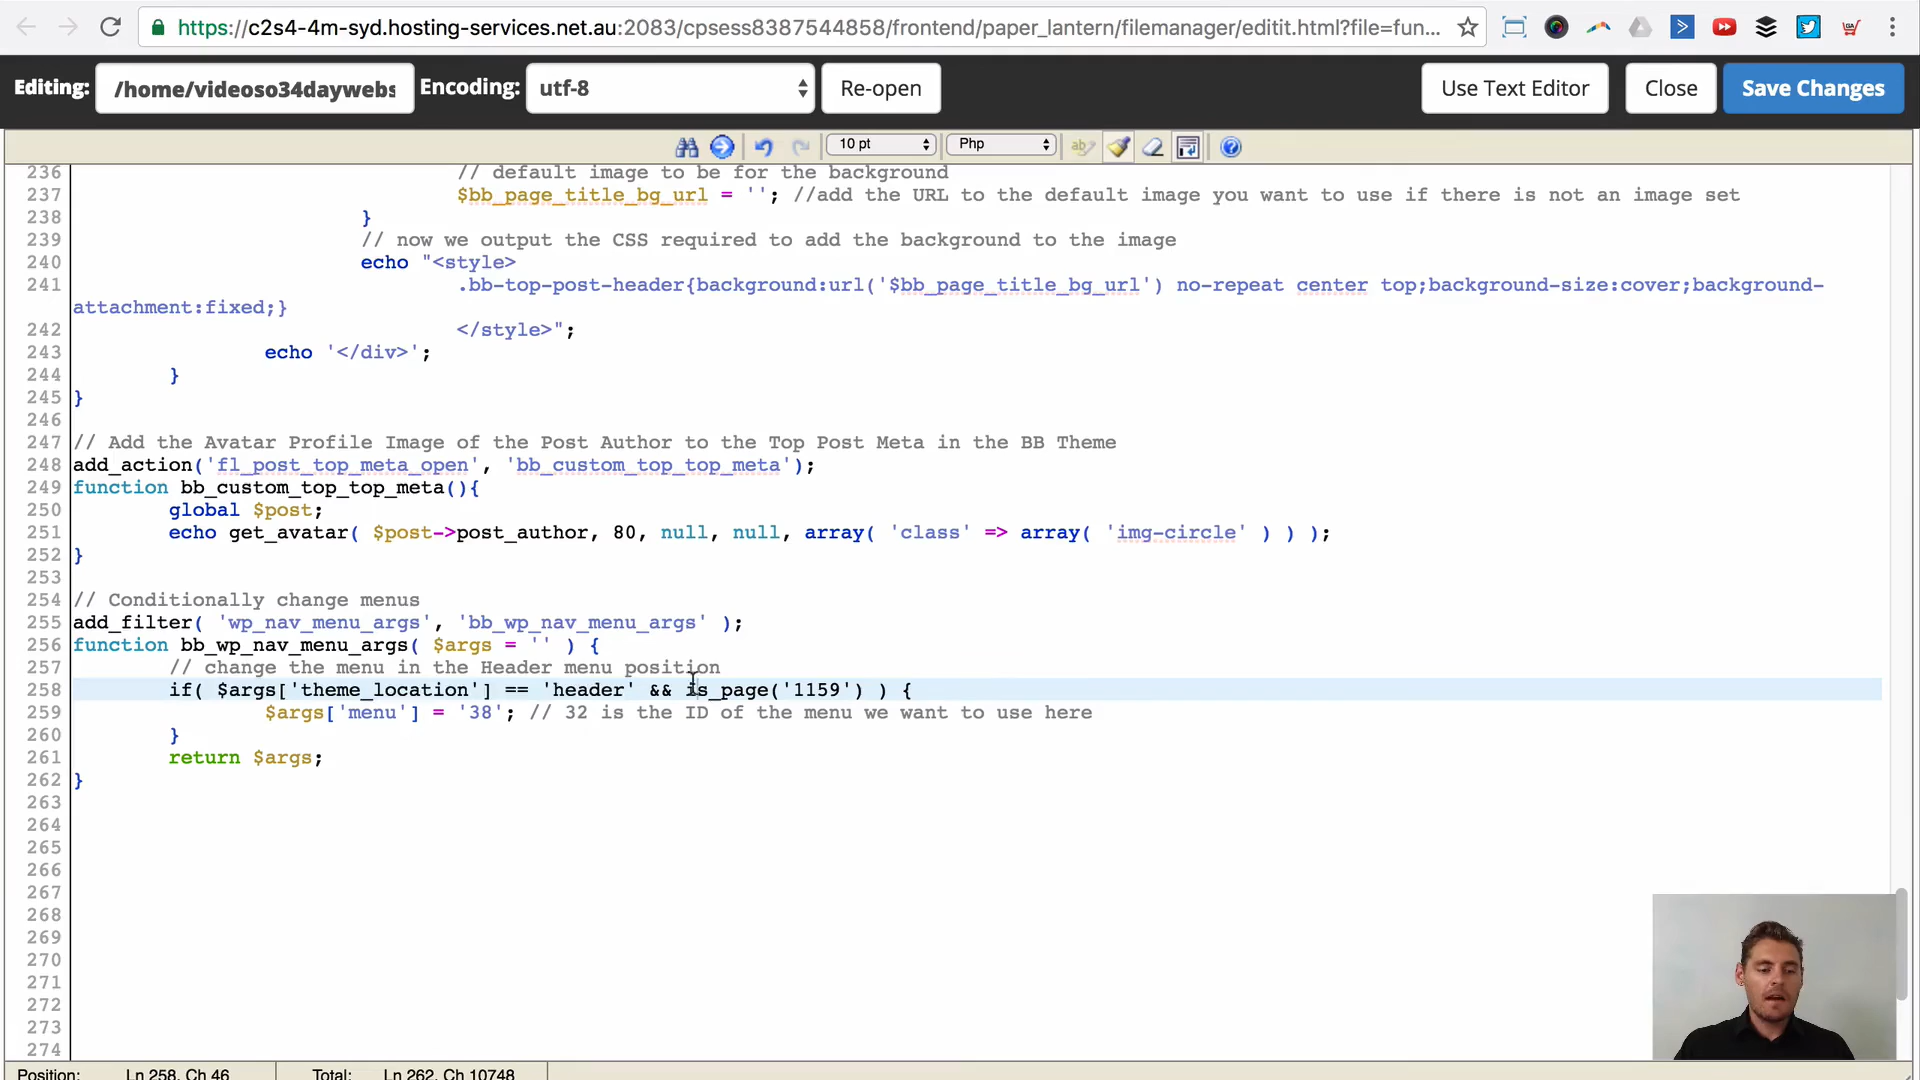 https://c2s4-4m-syd.hosting-services.net.au:2083/cpsess8387544858/frontend/paper_lantern/filemanager/editit.html?file=fun...
Editing: /home/videoso34daywebs Encoding: utf-8 Re-open Use Text Editor Close Save Changes
10 pt Php
236 // default image to be for the background
237 $bb_page_title_bg_url = ''; //add the URL to the default image you want to use if there is not an image set
238 }
239 // now we output the CSS required to add the background to the image
240 echo "<style>
241 .bb-top-post-header{background:url('$bb_page_title_bg_url') no-repeat center top;background-size:cover;background-
attachment:fixed;}
242 </style>";
243 echo '</div>';
244 }
245 }
246
247 // Add the Avatar Profile Image of the Post Author to the Top Post Meta in the BB Theme
248 add_action('fl_post_top_meta_open', 'bb_custom_top_top_meta');
249 function bb_custom_top_top_meta(){
250 global $post;
251 echo get_avatar( $post->post_author, 80, null, null, array( 'class' => array( 'img-circle' ) ) );
252 }
253
254 // Conditionally change menus
255 add_filter( 'wp_nav_menu_args', 'bb_wp_nav_menu_args' );
256 function bb_wp_nav_menu_args( $args = '' ) {
257 // change the menu in the Header menu position
258 if( $args['theme_location'] == 'header' && is_page('1159') ) {
259 $args['menu'] = '38'; // 32 is the ID of the menu we want to use here
260 }
261 return $args;
262 }
263
264
265
266
267
268
269
270
271
272
273
274
Position: Ln 258, Ch 46 Total: Ln 262, Ch 10748